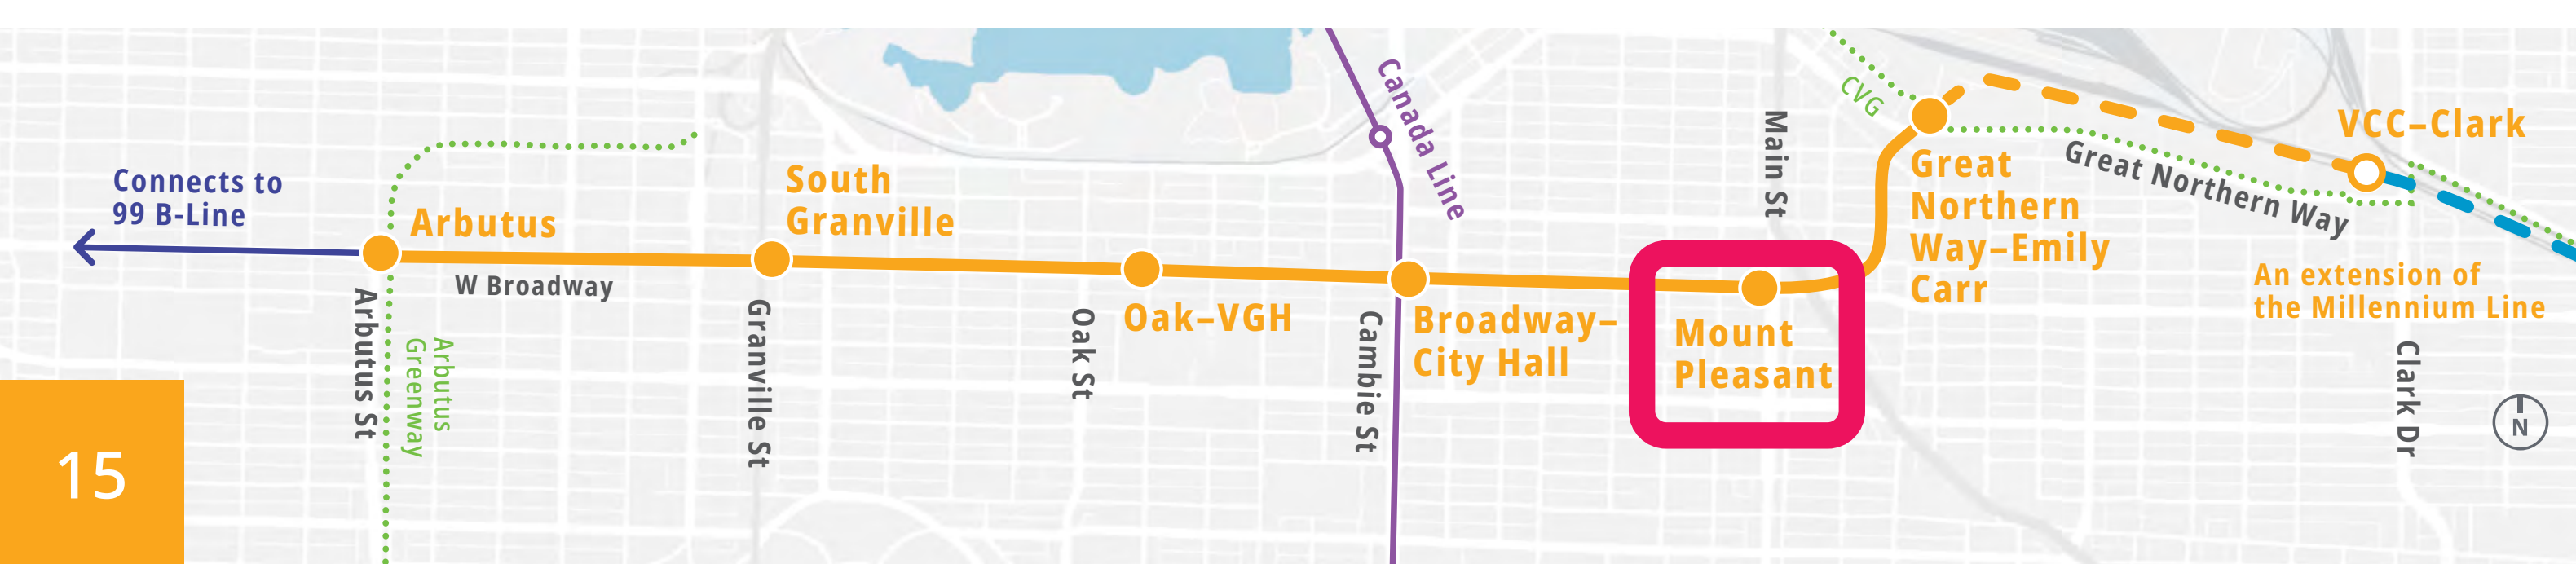 Connects to
99 B-Line
Arbutus
W Broadway
Arbutus St
Arbutus
Greenway
South
Granville
Granville St
Oak–VGH
Oak St
Canada Line
Cambie St
Broadway–
City Hall
Main St
Mount
Pleasant
CVG
Great
Northern
Way–Emily
Carr
Great Northern Way
VCC–Clark
An extension of
the Millennium Line
Clark Dr
N
15